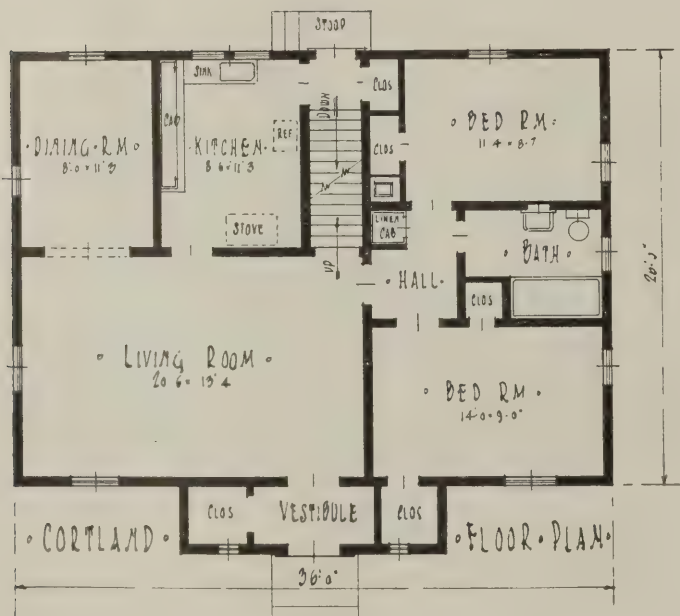 STOOP
SINK
CAB
DINING · RM
8'·0" × 11'·3
KITCHEN
8'·6 × 11'·3
REF.
STOVE
DOWN
UP
CLOS
CLOS
LINEN
CAB
BED RM
11'·4 × 8'·7
BATH
HALL
CLOS
LIVING ROOM
20'·6 × 13'·4
BED RM
14'·0 × 9'·0"
CLOS
VESTIBULE
CLOS
CORTLAND
FLOOR · PLAN
36'·0"